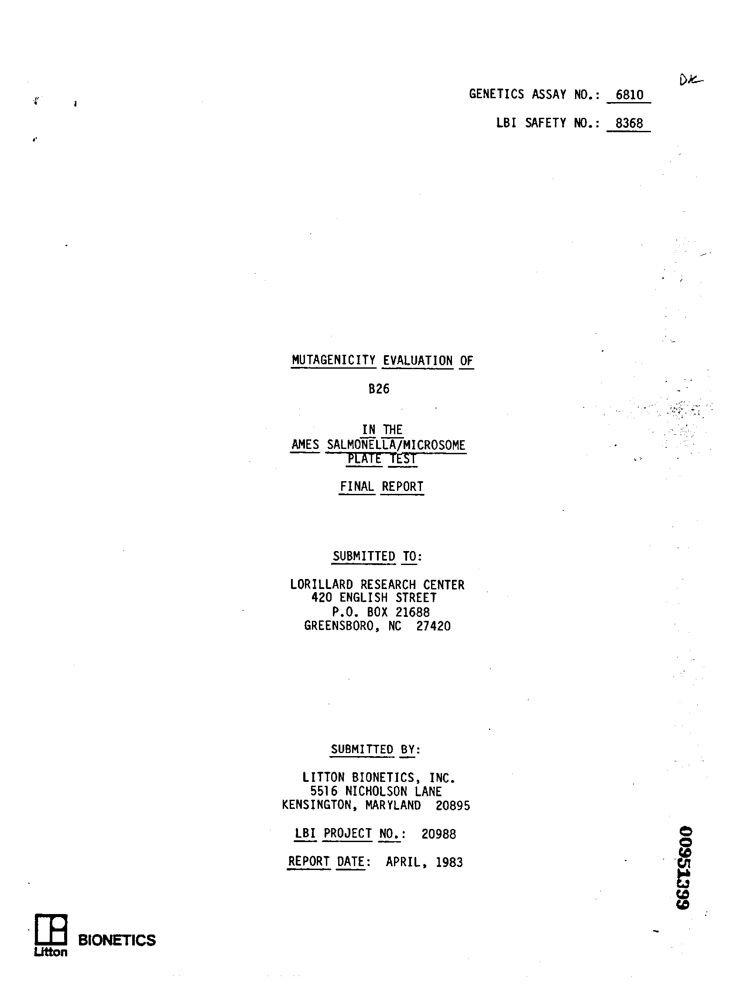 DK
GENETICS ASSAY NO.: 6810
LBI SAFETY NO.: 8368
MUTAGENICITY EVALUATION OF
B26
IN THE
AMES SALMONELLA/MICROSOME
PLATE TEST
FINAL REPORT
SUBMITTED TO:
LORILLARD RESEARCH CENTER
420 ENGLISH STREET
P.O. BOX 21688
GREENSBORO, NC 27420
SUBMITTED BY:
LITTON BIONETICS, INC.
5516 NICHOLSON LANE
KENSINGTON, MARYLAND 20895
LBI PROJECT NO.: 20988
REPORT DATE: APRIL, 1983
00951399
Litton BIONETICS